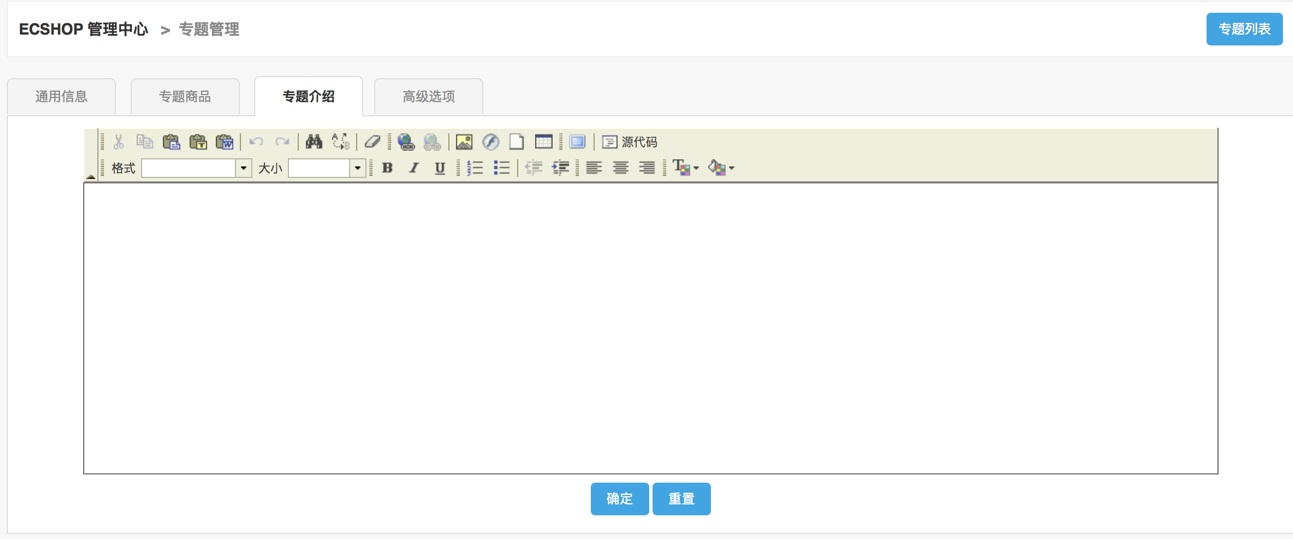 ECSHOP 管理中心 > 专题管理
专题列表
通用信息 专题商品 专题介绍 高级选项
源代码
格式 大小 B I U
确定 重置